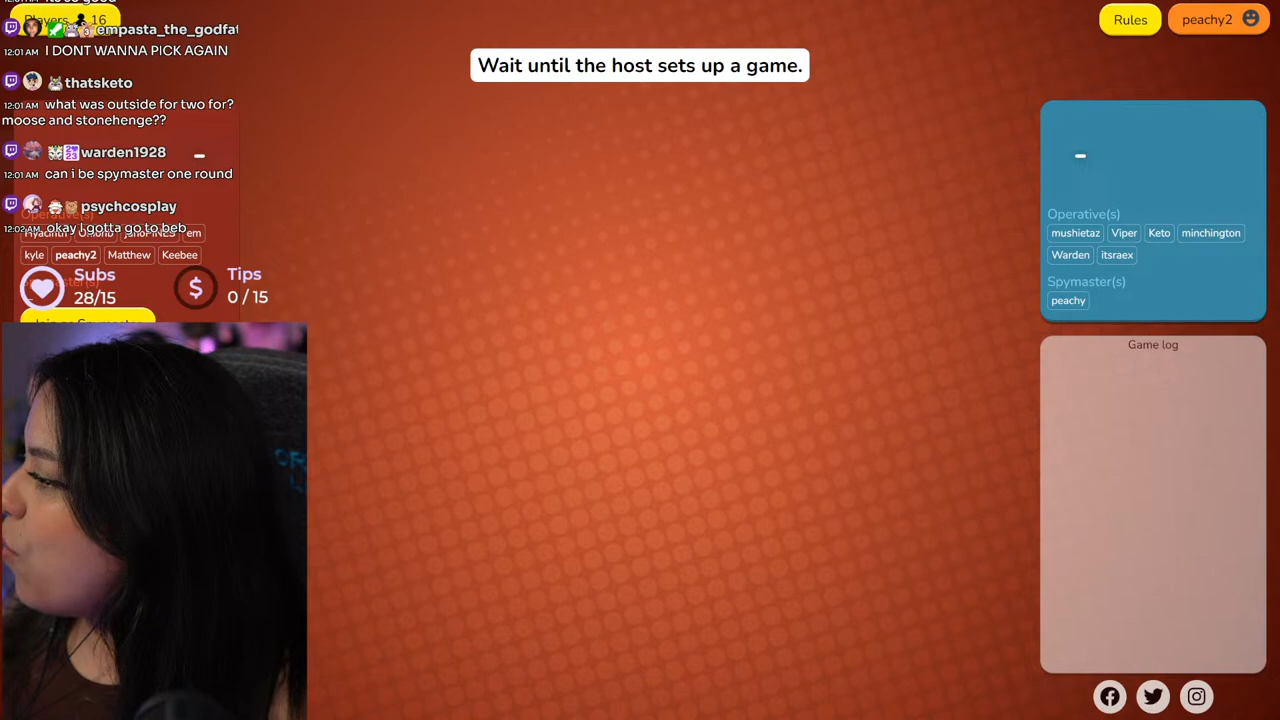 Players 16
empasta_the_godfat
12:01 AM I DONT WANNA PICK AGAIN
thatsketo
12:01 AM what was outside for two for?
moose and stonehenge??
warden1928
12:01 AM can i be spymaster one round
psychcosplay
12:02 AM okay I gotta go to beb
Operative(s)
Hyacinth
em
kyle peachy2 Matthew Keebee
Subs
28/15
Tips
0 / 15
Wait until the host sets up a game.
Rules
peachy2
-
Operative(s)
mushietaz Viper Keto minchington
Warden itsraex
Spymaster(s)
peachy
Game log